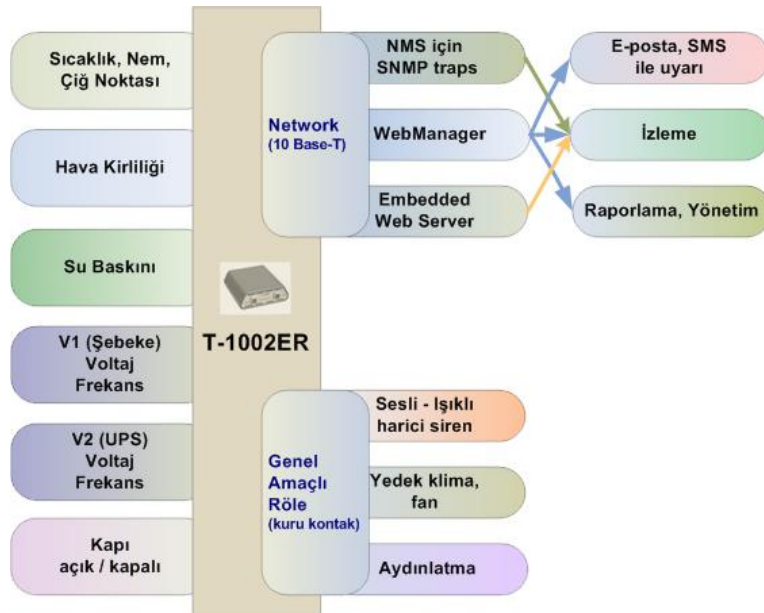 Sıcaklık, Nem,
Çiğ Noktası
Hava Kirliliği
Su Baskını
V1 (Şebeke)
Voltaj
Frekans
V2 (UPS)
Voltaj
Frekans
Kapı
açık / kapalı
T-1002ER
Network
(10 Base-T)
NMS için
SNMP traps
WebManager
Embedded
Web Server
E-posta, SMS
ile uyarı
İzleme
Raporlama, Yönetim
Genel
Amaçlı
Röle
(kuru kontak)
Sesli - Işıklı
harici siren
Yedek klima,
fan
Aydınlatma